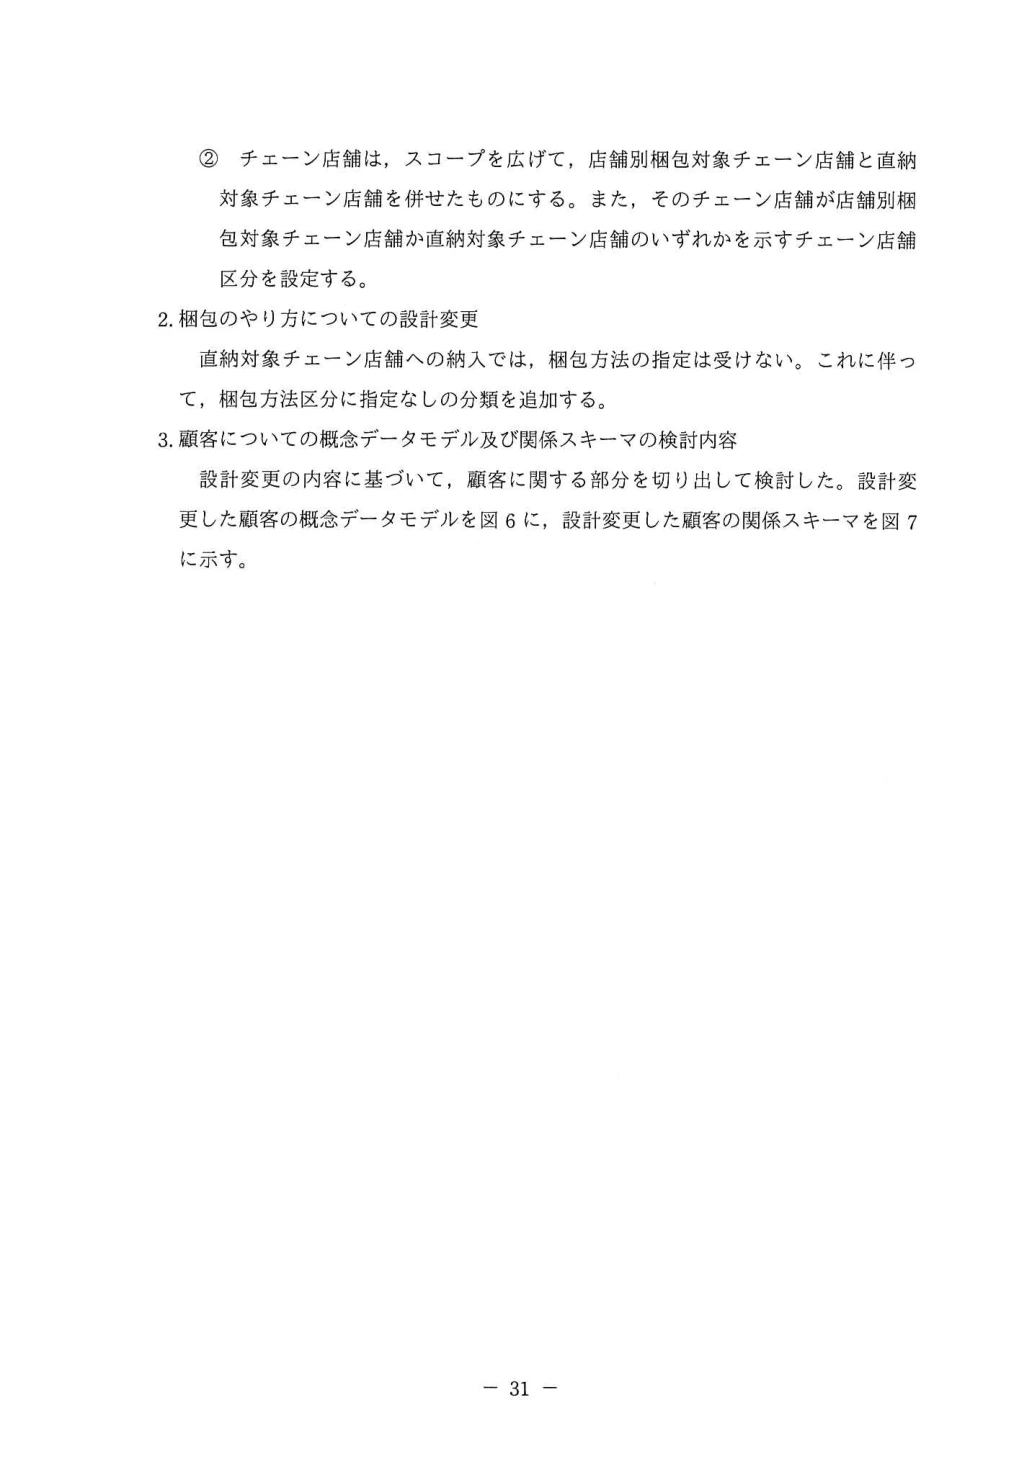 ② チェーン店舗は，スコープを広げて，店舗別梱包対象チェーン店舗と直納
対象チェーン店舗を併せたものにする。また，そのチェーン店舗が店舗別梱
包対象チェーン店舗か直納対象チェーン店舗のいずれかを示すチェーン店舗
区分を設定する。
2. 梱包のやり方についての設計変更
直納対象チェーン店舗への納入では，梱包方法の指定は受けない。これに伴っ
て，梱包方法区分に指定なしの分類を追加する。
3. 顧客についての概念データモデル及び関係スキーマの検討内容
設計変更の内容に基づいて，顧客に関する部分を切り出して検討した。設計変
更した顧客の概念データモデルを図 6 に，設計変更した顧客の関係スキーマを図 7
に示す。
－ 31 －